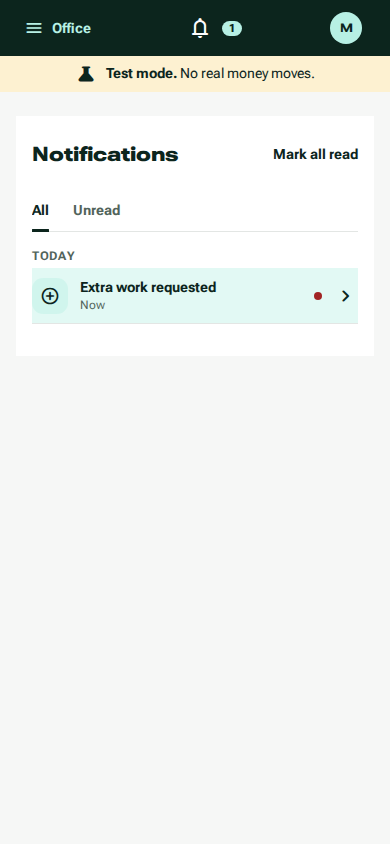 Office
1
M
Test mode. No real money moves.
Notifications
Mark all read
All
Unread
TODAY
Extra work requested
Now